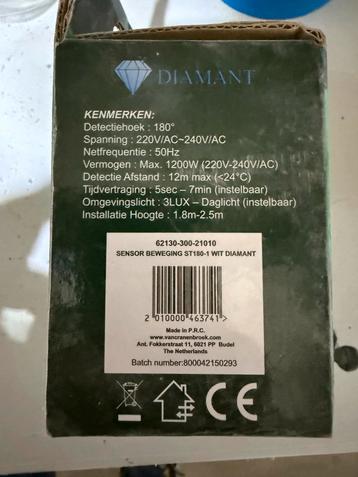 DIAMANT
KENMERKEN:
Detectiehoek : 180°
Spanning : 220V/AC~240V/AC
Netfrequentie : 50Hz
Vermogen : Max. 1200W (220V-240V/AC)
Detectie Afstand : 12m max (<24°C)
Tijdvertraging : 5sec – 7min (instelbaar)
Omgevingslicht : 3LUX – Daglicht (instelbaar)
Installatie Hoogte : 1.8m-2.5m
62130-300-21010
SENSOR BEWEGING ST180-1 WIT DIAMANT
2 010000 463741 >
Made in P.R.C.
www.vancranenbroek.com
Ant. Fokkerstraat 11, 6021 PP Budel
The Netherlands
Batch number:800042150293
CE